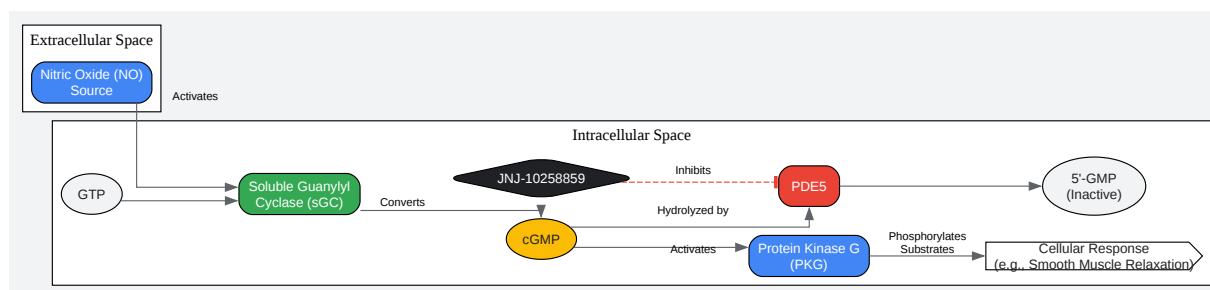 Extracellular Space
Nitric Oxide (NO)
Source
Activates
Intracellular Space
GTP
Soluble Guanylyl
Cyclase (sGC)
Converts
JNJ-10258859
cGMP
Inhibits
Hydrolyzed by
Activates
PDE5
Protein Kinase G
(PKG)
5'-GMP
(Inactive)
Phosphorylates
Substrates
Cellular Response
(e.g., Smooth Muscle Relaxation)